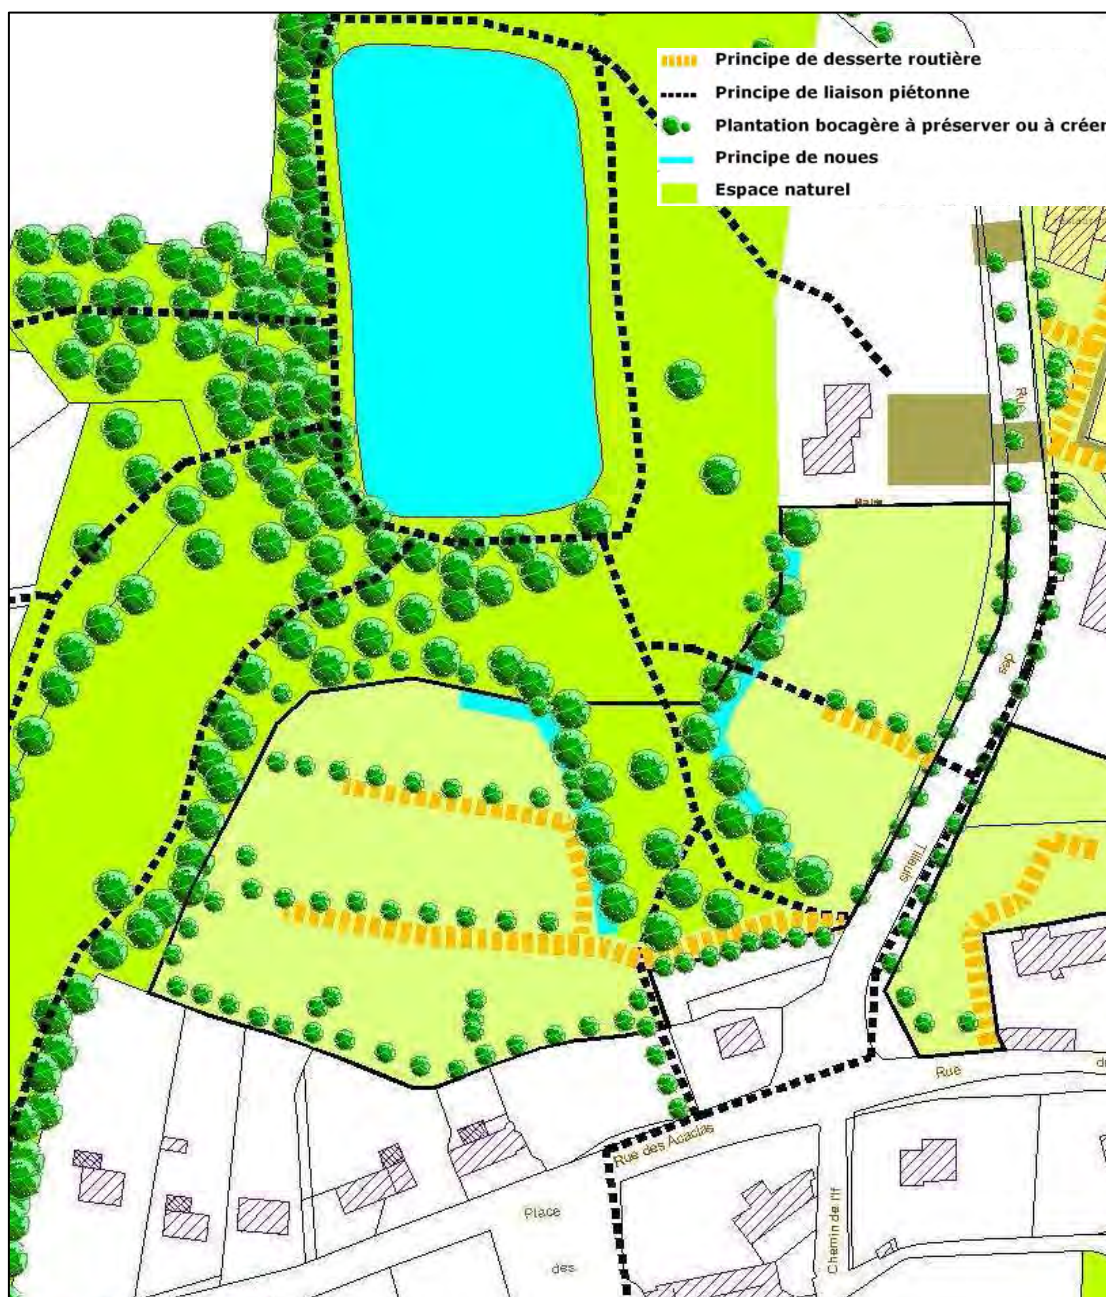 Principe de desserte routière
Principe de liaison piétonne
Plantation bocagère à préserver ou à créer
Principe de noues
Espace naturel
Rue
des
Tilleuls
Rue
Rue des Acacias
Place
des
Chemin de l'If